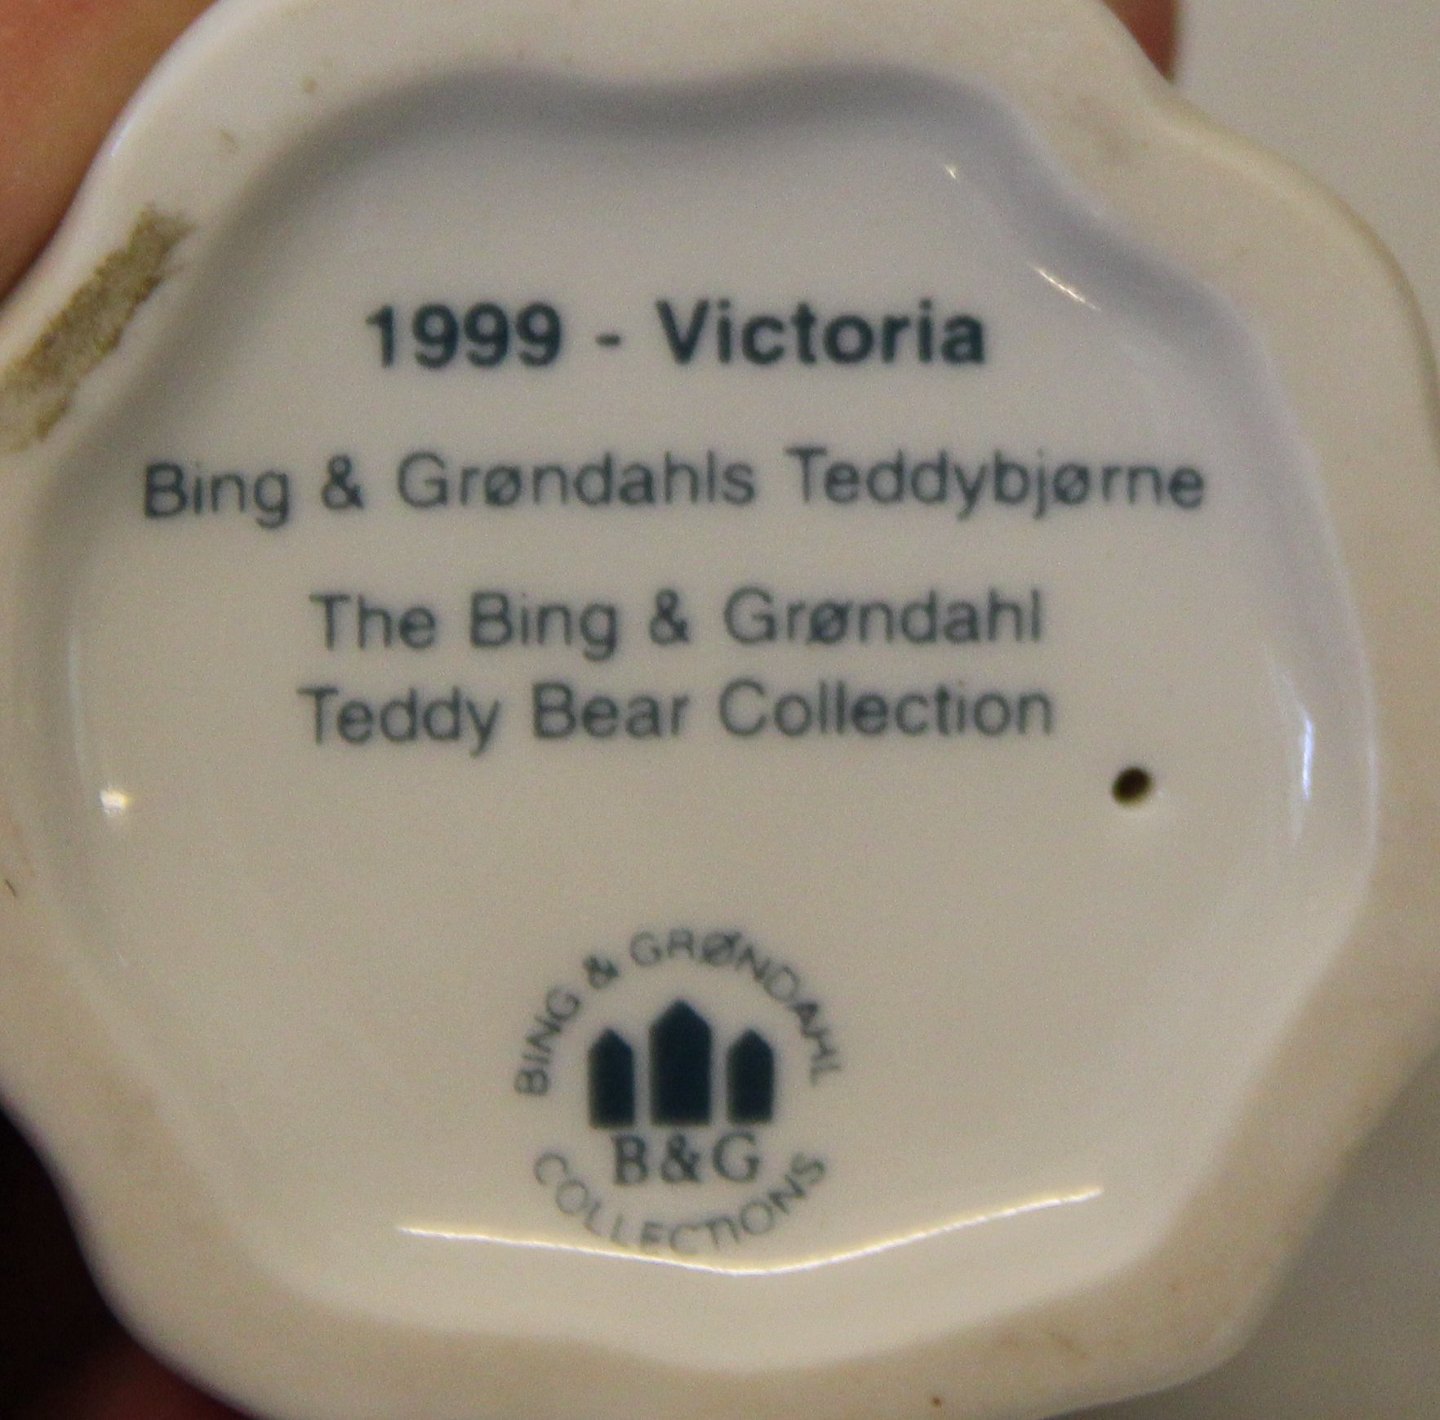 1999 - Victoria
Bing & Grøndahls Teddybjørne
The Bing & Grøndahl
Teddy Bear Collection
BING & GRØNDAHL
B&G
COLLECTIONS